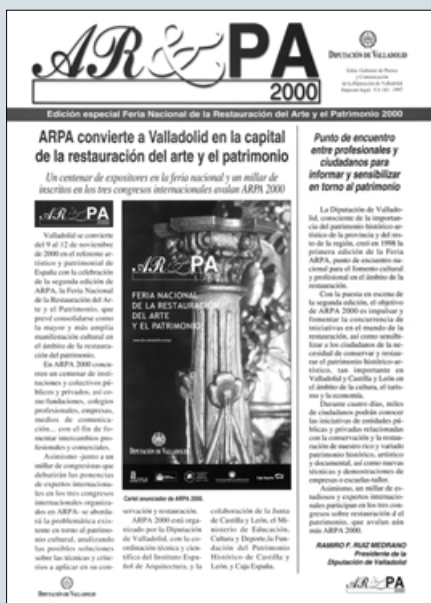 AR&PA
2000
DIPUTACIÓN DE VALLADOLID
Edita: Gabinete de Prensa
y Comunicación
de la Diputación de Valladolid
Edición especial Feria Nacional de la Restauración del Arte y el Patrimonio 2000
ARPA convierte a Valladolid en la capital
de la restauración del arte y el patrimonio
Un centenar de expositores en la feria nacional y un millar de
inscritos en los tres congresos internacionales avalan ARPA 2000
AR&PA
Valladolid se convierte
del 9 al 12 de noviembre
de 2000 en el referente ar-
tístico y patrimonial de
España con la celebración
de la segunda edición de
ARPA, la Feria Nacional
de la Restauración del Ar-
te y el Patrimonio, que
prevé consolidarse como
la mayor y más amplia
manifestación cultural en
el ámbito de la restaura-
ción del patrimonio.
En ARPA 2000 concu-
rren un centenar de insti-
tuciones y colectivos públi-
cos y privados, así co-
mo fundaciones, colegios
profesionales, empresas,
medios de comunica-
ción... con el fin de fo-
mentar intercambios pro-
fesionales y comerciales.
Asimismo -junto a un
millar de congresistas que
debatirán las ponencias
de expertos internaciona-
les en los tres congresos
internacionales organiza-
dos en ARPA- se aborda-
rá la problemática exis-
tente en torno al patrimo-
nio cultural, analizando
las posibles soluciones
sobre las técnicas y crite-
rios a aplicar en su con-
AR&PA
FERIA NACIONAL
DE LA RESTAURACIÓN
DEL ARTE
Y EL PATRIMONIO
DIPUTACIÓN DE VALLADOLID
Cartel anunciador de ARPA 2000.
servación y restauración.
ARPA 2000 está orga-
nizado por la Diputación
de Valladolid, con la co-
ordinación técnica y cien-
tífica del Instituto Espa-
ñol de Arquitectura, y la
colaboración de la Junta
de Castilla y León, el Mi-
nisterio de Educación,
Cultura y Deporte, la Fun-
dación del Patrimonio
Histórico de Castilla y
León, y Caja España.
Punto de encuentro
entre profesionales y
ciudadanos para
informar y sensibilizar
en torno al patrimonio
La Diputación de Vallado-
lid, consciente de la importan-
cia del patrimonio histórico-ar-
tístico de la provincia y del res-
to de la región, creó en 1998 la
primera edición de la Feria
ARPA, punto de encuentro na-
cional para el fomento cultural
y profesional en el ámbito de la
restauración.
Con la puesta en escena de
la segunda edición, el objetivo
de ARPA 2000 es impulsar y
fomentar la concurrencia de
iniciativas en el mundo de la
restauración, así como sensibi-
lizar a los ciudadanos de la ne-
cesidad de conservar y restau-
rar el patrimonio histórico-ar-
tístico, tan importante en
Valladolid y Castilla y León en
el ámbito de la cultura, el turis-
mo y la economía.
Durante cuatro días, miles
de ciudadanos podrán conocer
las iniciativas de entidades pú-
blicas y privadas relacionadas
con la conservación y la restau-
ración de nuestro rico y variado
patrimonio histórico, artístico
y documental, así como nuevas
técnicas y demostraciones de
empresas o escuelas-taller.
Asimismo, un millar de es-
tudiosos y expertos internacio-
nales participan en los tres con-
gresos sobre restauración del
patrimonio, que avalan aún
más ARPA 2000.
RAMIRO F. RUIZ MEDRANO
Presidente de la
Diputación de Valladolid
DIPUTACIÓN DE VALLADOLID
AR&PA